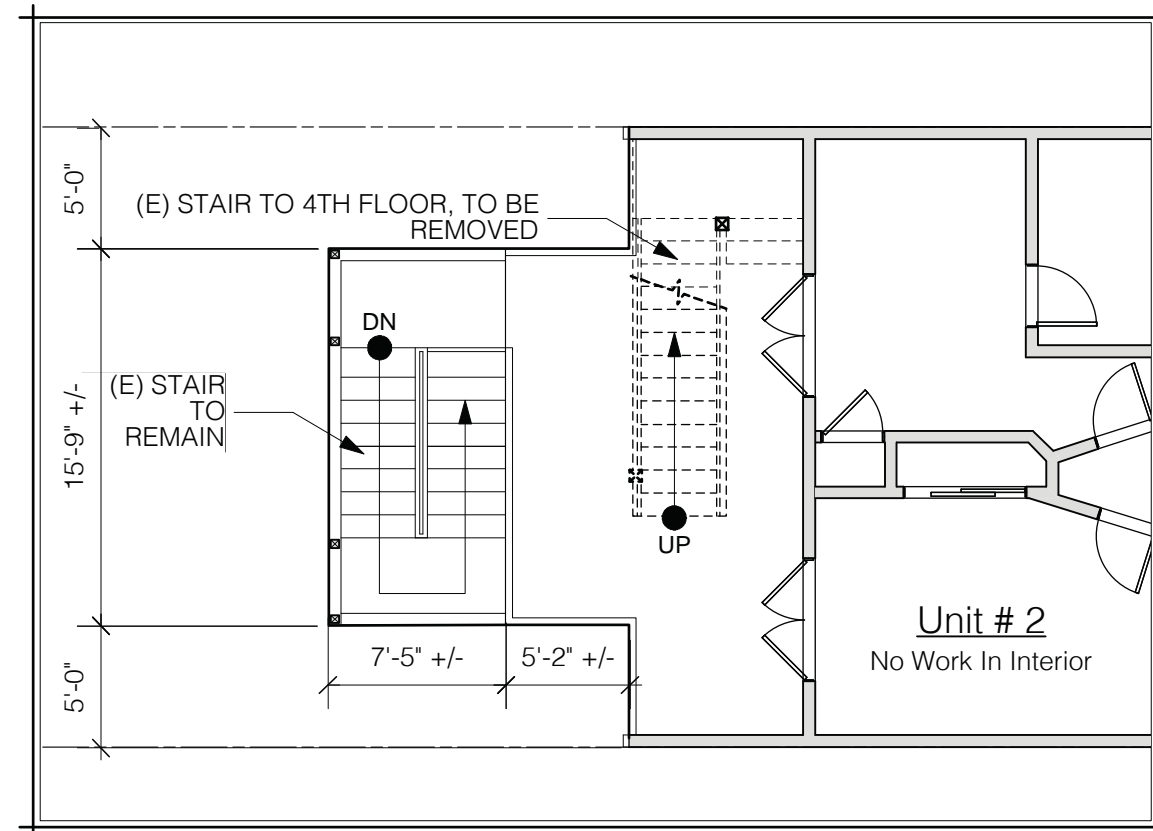 5'-0"
(E) STAIR TO 4TH FLOOR, TO BE
REMOVED
DN
(E) STAIR
TO
REMAIN
15'-9" +/-
UP
Unit # 2
No Work In Interior
7'-5" +/-
5'-2" +/-
5'-0"